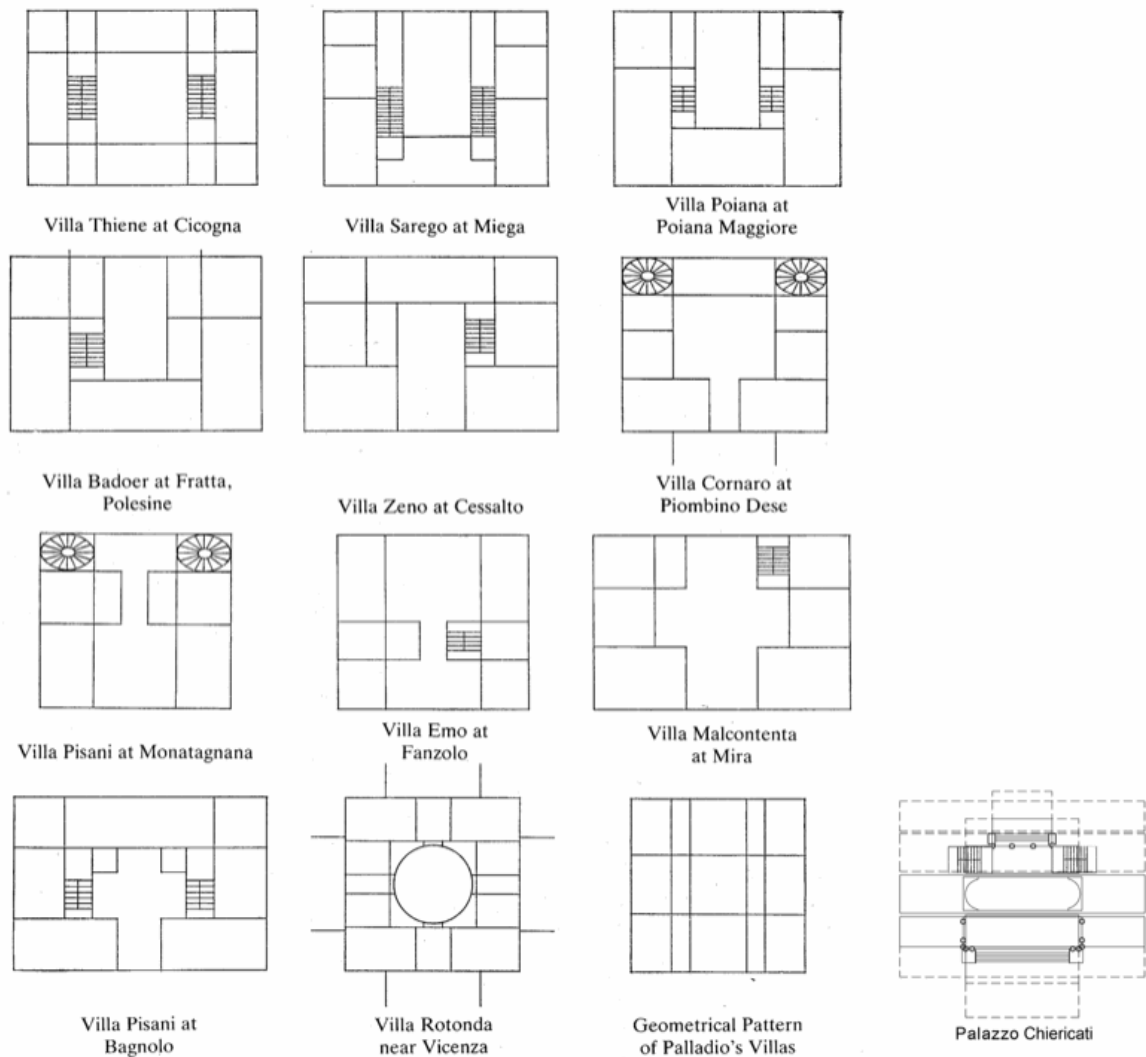 Villa Thiene at Cicogna
Villa Sarego at Miega
Villa Poiana at
Poiana Maggiore
Villa Badoer at Fratta,
Polesine
Villa Zeno at Cessalto
Villa Cornaro at
Piombino Dese
Villa Pisani at Monatagnana
Villa Emo at
Fanzolo
Villa Malcontenta
at Mira
Villa Pisani at
Bagnolo
Villa Rotonda
near Vicenza
Geometrical Pattern
of Palladio's Villas
Palazzo Chiericati